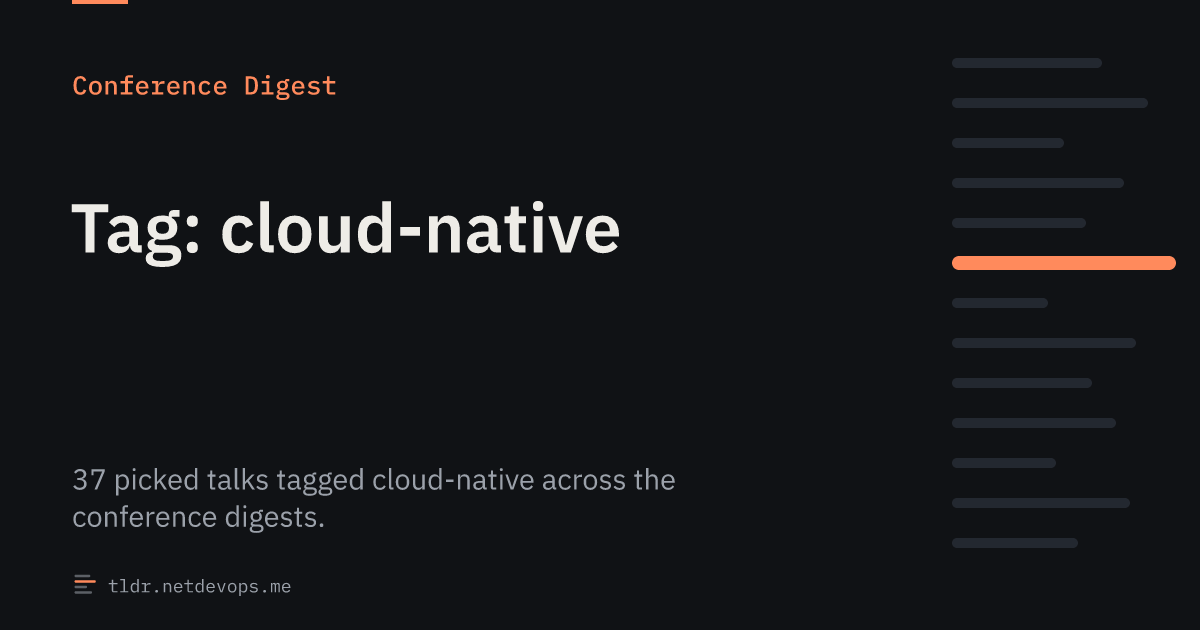 Conference Digest
Tag: cloud-native
37 picked talks tagged cloud-native across the
conference digests.
tldr.netdevops.me